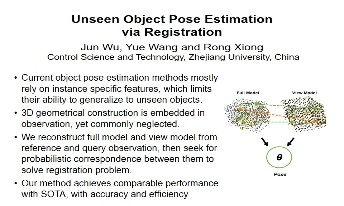 Unseen Object Pose Estimation
via Registration
Jun Wu, Yue Wang and Rong Xiong
Control Science and Technology, Zhejiang University, China
• Current object pose estimation methods mostly
rely on instance specific features, which limits
their ability to generalize to unseen objects.
• 3D geometrical construction is embedded in
observation, yet commonly neglected.
• We reconstruct full model and view model from
reference and query observation, then seek for
probabilistic correspondence between them to
solve registration problem.
• Our method achieves comparable performance
with SOTA, with accuracy and efficiency
Full Model View Model
θ
Pose